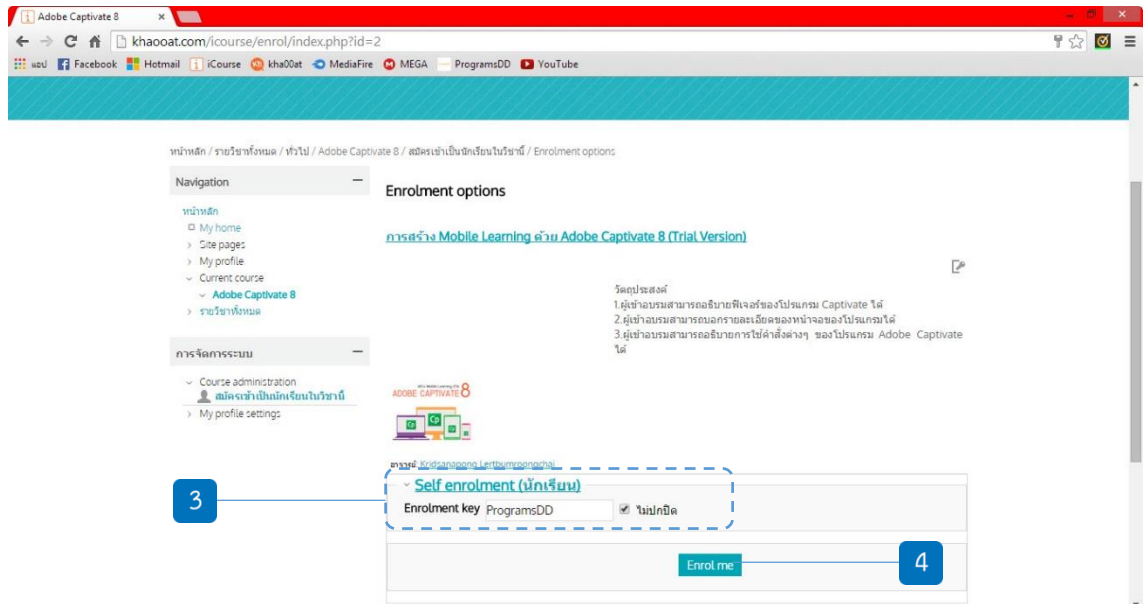 Adobe Captivate 8
khaooat.com/icourse/enrol/index.php?id=2
แอป Facebook Hotmail iCourse kha00at MediaFire MEGA ProgramsDD YouTube
หน้าหลัก / รายวิชาทั้งหมด / ทั่วไป / Adobe Captivate 8 / สมัครเข้าเป็นนักเรียนในวิชานี้ / Enrolment options
Navigation
หน้าหลัก
My home
Site pages
My profile
Current course
Adobe Captivate 8
รายวิชาทั้งหมด
การจัดการระบบ
Course administration
สมัครเข้าเป็นนักเรียนในวิชานี้
My profile settings
Enrolment options
การสร้าง Mobile Learning ด้วย Adobe Captivate 8 (Trial Version)
วัตถุประสงค์
1.ผู้เข้าอบรมสามารถอธิบายฟีเจอร์ของโปรแกรม Captivate ได้
2.ผู้เข้าอบรมสามารถบอกรายละเอียดของหน้าจอของโปรแกรมได้
3.ผู้เข้าอบรมสามารถอธิบายการใช้คำสั่งต่างๆ ของโปรแกรม Adobe Captivate
ได้
ADOBE CAPTIVATE 8
Cp Cp
อาจารย์: Kridsanapong Lertbumroongchai
3
Self enrolment (นักเรียน)
Enrolment key ProgramsDD ไม่ปกปิด
Enrol me
4